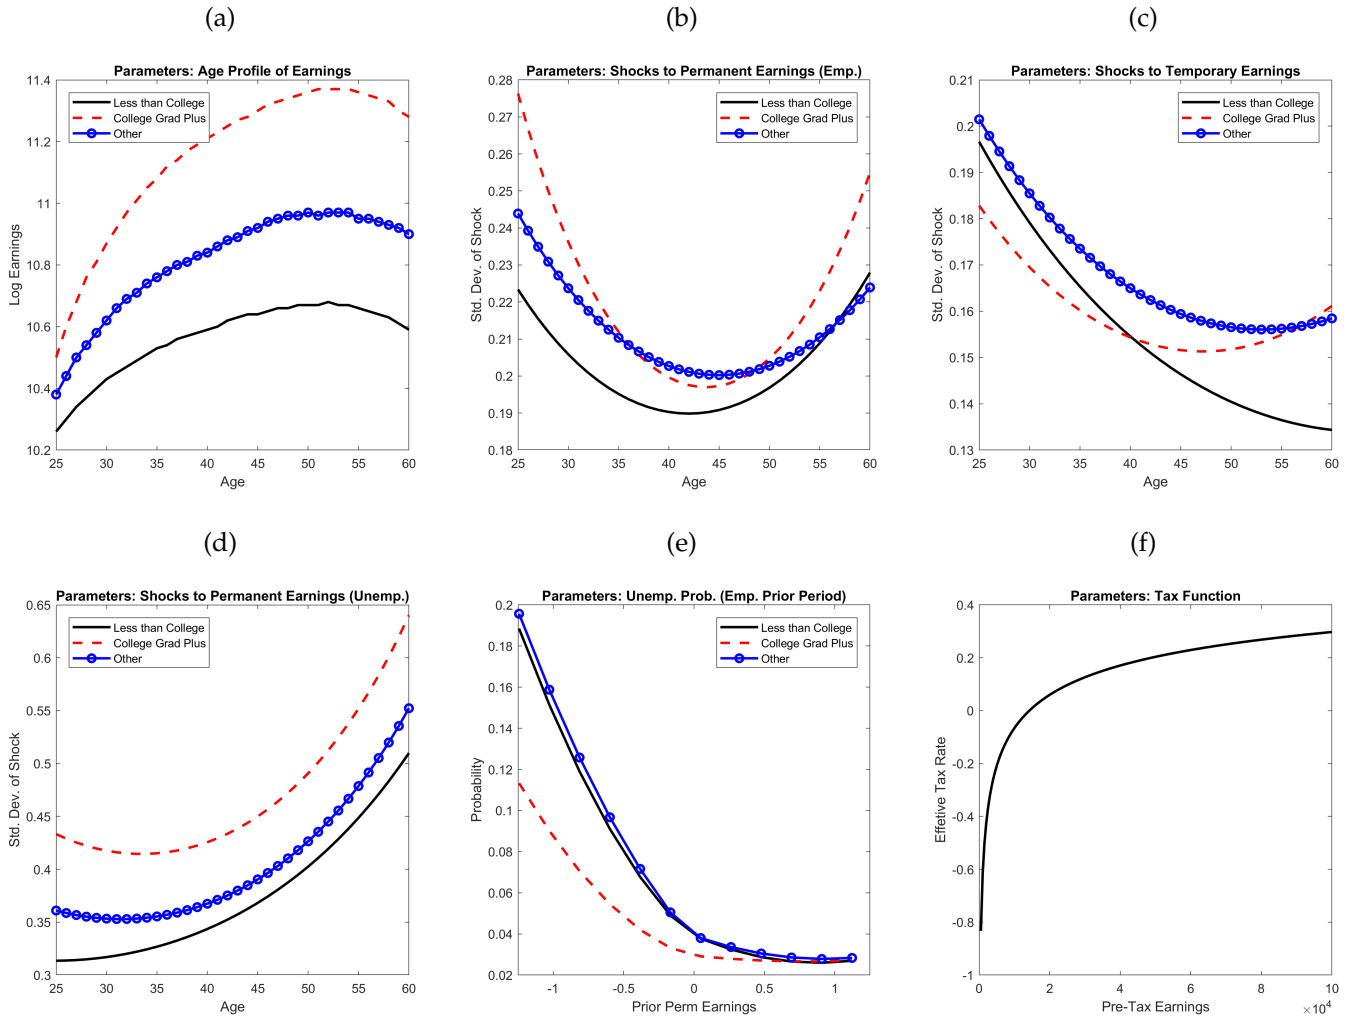 (a)
Parameters: Age Profile of Earnings
11.4
11.2
11
10.8
10.6
10.4
10.2
Log Earnings
Less than College
College Grad Plus
Other
25 30 35 40 45 50 55 60
Age
(b)
Parameters: Shocks to Permanent Earnings (Emp.)
0.28
0.27
0.26
0.25
0.24
0.23
0.22
0.21
0.2
0.19
0.18
Std. Dev. of Shock
Less than College
College Grad Plus
Other
25 30 35 40 45 50 55 60
Age
(c)
Parameters: Shocks to Temporary Earnings
0.21
0.2
0.19
0.18
0.17
0.16
0.15
0.14
0.13
Std. Dev. of Shock
Less than College
College Grad Plus
Other
25 30 35 40 45 50 55 60
Age
(d)
Parameters: Shocks to Permanent Earnings (Unemp.)
0.65
0.6
0.55
0.5
0.45
0.4
0.35
0.3
Std. Dev. of Shock
Less than College
College Grad Plus
Other
25 30 35 40 45 50 55 60
Age
(e)
Parameters: Unemp. Prob. (Emp. Prior Period)
0.2
0.18
0.16
0.14
0.12
0.1
0.08
0.06
0.04
0.02
Probability
Less than College
College Grad Plus
Other
-1 -0.5 0 0.5 1
Prior Perm Earnings
(f)
Parameters: Tax Function
0.4
0.2
0
-0.2
-0.4
-0.6
-0.8
-1
Effetive Tax Rate
0 2 4 6 8 10
Pre-Tax Earnings
×10⁴